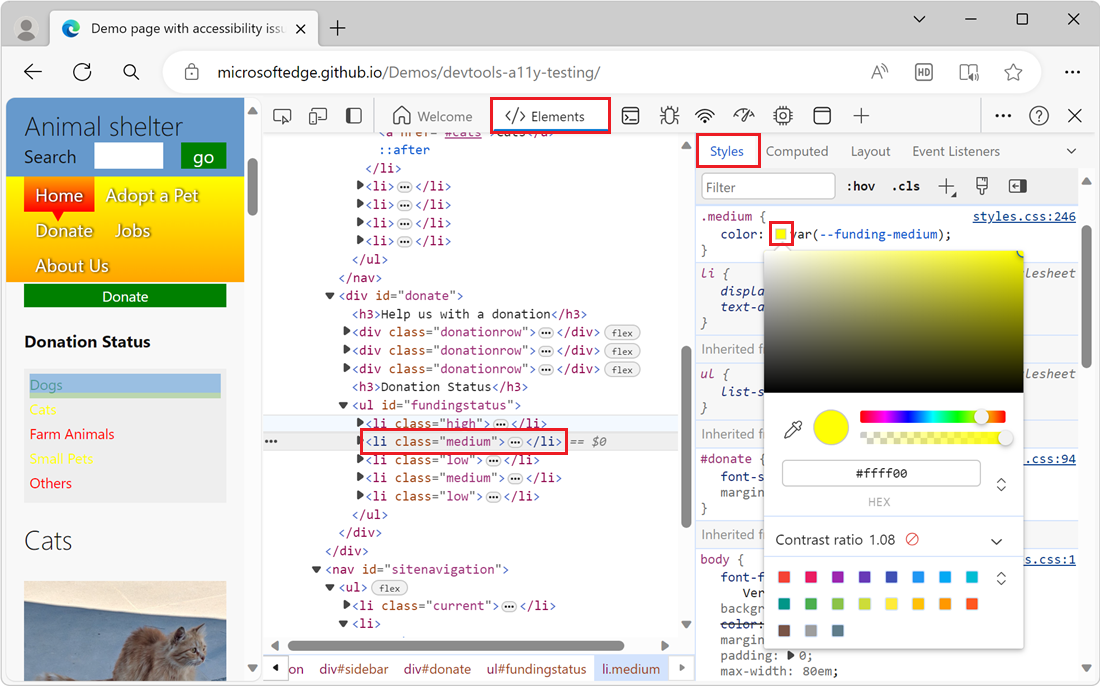 Demo page with accessibility issu
microsoftedge.github.io/Demos/devtools-a11y-testing/
HD
Animal shelter
Search
go
Home
Adopt a Pet
Donate
Jobs
About Us
Donate
Donation Status
Dogs
Cats
Farm Animals
Small Pets
Others
Cats
Welcome
</> Elements
<a href="#cats">cats</a>
::after
</li>
▶<li>…</li>
▶<li>…</li>
▶<li>…</li>
▶<li>…</li>
</ul>
</nav>
▼<div id="donate">
<h3>Help us with a donation</h3>
▶<div class="donationrow">…</div> flex
▶<div class="donationrow">…</div> flex
▶<div class="donationrow">…</div> flex
<h3>Donation Status</h3>
▼<ul id="fundingstatus">
▶<li class="high">…</li>
… ▶<li class="medium">…</li> == $0
▶<li class="low">…</li>
▶<li class="medium">…</li>
▶<li class="low">…</li>
</ul>
</div>
</div>
▼<nav id="sitenavigation">
▼<ul> flex
▶<li class="current">…</li>
▼<li>
on div#sidebar div#donate ul#fundingstatus li.medium
Styles Computed Layout Event Listeners
Filter :hov .cls
.medium { styles.css:246
color: var(--funding-medium);
}
li { lesheet
displa
text-a
}
Inherited f
ul { lesheet
list-s
}
Inherited f
#donate { .css:94
font-s
margin
}
Inherited f
body { s.css:1
font-f
Ver
backgr
color:
margin
padding: ▶ 0;
max-width: 80em;
#ffff00
HEX
Contrast ratio 1.08